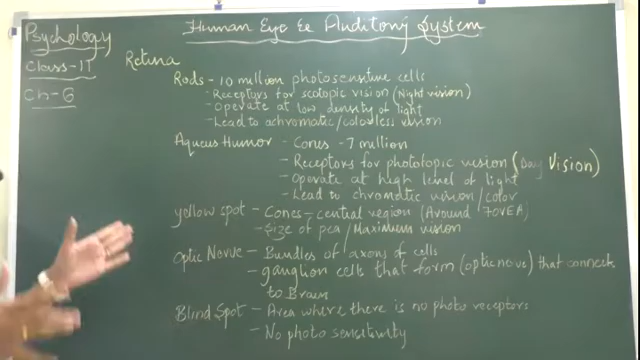 Human Eye & Auditory System
Psychology
Class-11
Ch-6
Retina
Rods - 10 million photosensitive cells
- Receptors for scotopic vision (Night vision)
- Operate at low density of light
- Lead to achromatic/colorless vision
Aqueus Humor - Cones - 7 million
- Receptors for phototopic vision (Day Vision)
- Operate at high level of light
- Lead to chromatic vision/color
Yellow spot - Cones - central region (Around FOVEA)
- Size of pea/Maximum vision
Optic Nerve - Bundles of axons of cells
- ganglion cells that form (optic nerve) that connects
to Brain
Blind Spot - Area where there is no photo receptors
- No photo sensitivity